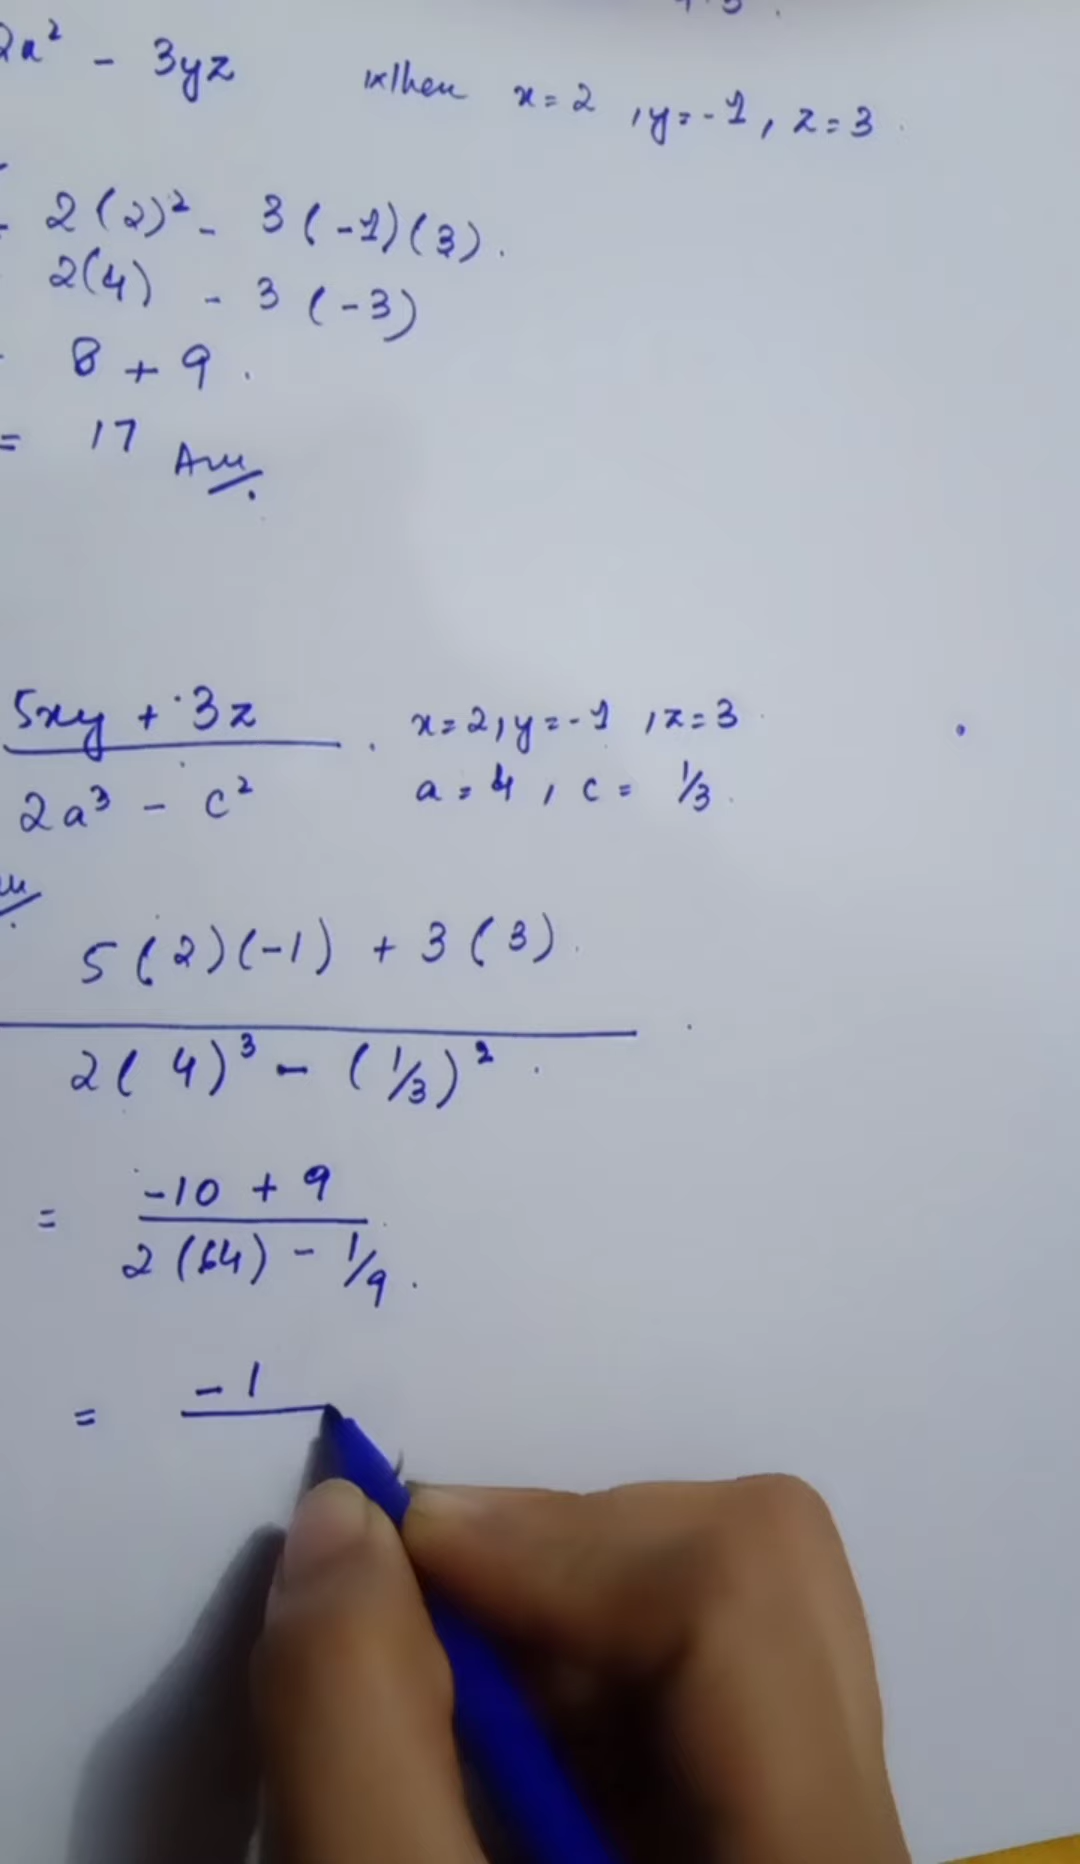 2x² - 3yz when x = 2 , y = -1 , z = 3
= 2(2)² - 3(-1)(3).
2(4) - 3(-3)
8 + 9.
= 17 Ans.
5xy + 3z
2a³ - c²
x = 2, y = -1 , z = 3
a = 4 , c = 1/3
5(2)(-1) + 3(3)
2(4)³ - (1/3)²
= -10 + 9
2(64) - 1/9
= -1